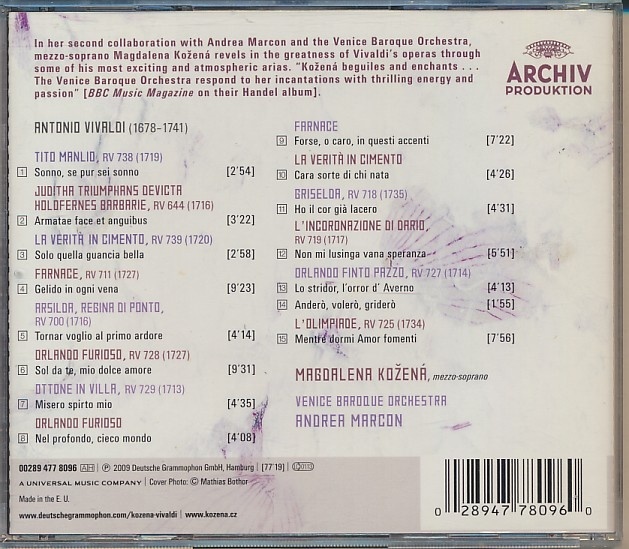 In her second collaboration with Andrea Marcon and the Venice Baroque Orchestra,
mezzo-soprano Magdalena Kožená revels in the greatness of Vivaldi's operas through
some of his most exciting and atmospheric arias. "Kožená beguiles and enchants . . .
The Venice Baroque Orchestra respond to her incantations with thrilling energy and
passion" [BBC Music Magazine on their Handel album].
ARCHIV
PRODUKTION
ANTONIO VIVALDI (1678–1741)
TITO MANLIO, RV 738 (1719)
1 Sonno, se pur sei sonno [2'54]
JUDITHA TRIUMPHANS DEVICTA
HOLOFERNES BARBARIE, RV 644 (1716)
2 Armatae face et anguibus [3'22]
LA VERITÀ IN CIMENTO, RV 739 (1720)
3 Solo quella guancia bella [2'58]
FARNACE, RV 711 (1727)
4 Gelido in ogni vena [9'23]
ARSILDA, REGINA DI PONTO,
RV 700 (1716)
5 Tornar voglio al primo ardore [4'14]
ORLANDO FURIOSO, RV 728 (1727)
6 Sol da te, mio dolce amore [9'31]
OTTONE IN VILLA, RV 729 (1713)
7 Misero spirto mio [4'35]
ORLANDO FURIOSO
8 Nel profondo, cieco mondo [4'08]
FARNACE
9 Forse, o caro, in questi accenti [7'22]
LA VERITÀ IN CIMENTO
10 Cara sorte di chi nata [4'26]
GRISELDA, RV 718 (1735)
11 Ho il cor già lacero [4'31]
L'INCORONAZIONE DI DARIO,
RV 719 (1717)
12 Non mi lusinga vana speranza [5'51]
ORLANDO FINTO PAZZO, RV 727 (1714)
13 Lo stridor, l'orror d' Averno [4'13]
14 Anderò, volerò, griderò [1'55]
L'OLIMPIADE, RV 725 (1734)
15 Mentre dormi Amor fomenti [7'56]
MAGDALENA KOŽENÁ, mezzo-soprano
VENICE BAROQUE ORCHESTRA
ANDREA MARCON
00289 477 8096 AH | ℗ 2009 Deutsche Grammophon GmbH, Hamburg | [77'19] | LC 0113
A UNIVERSAL MUSIC COMPANY | Cover Photo: © Mathias Bothor
Made in the E. U.
www.deutschegrammophon.com/kozena-vivaldi | www.kozena.cz
0 28947 78096 0